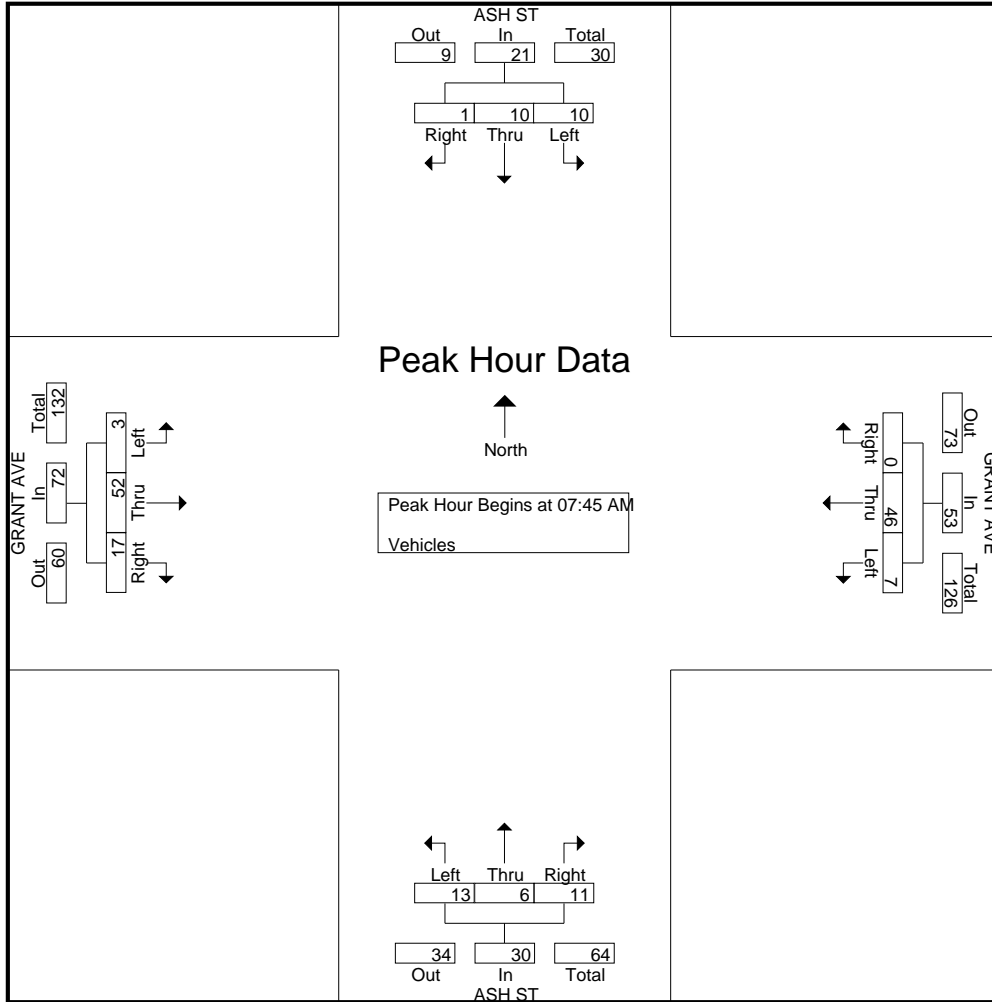 ASH ST
Out In Total
9 21 30
1 10 10
Right Thru Left
Peak Hour Data
North
Peak Hour Begins at 07:45 AM
Vehicles
GRANT AVE
Total In Out
132 72 60
3 52 17
Left Thru Right
Right Thru Left
0 46 7
Out In Total
73 53 126
GRANT AVE
Left Thru Right
13 6 11
34 30 64
Out In Total
ASH ST